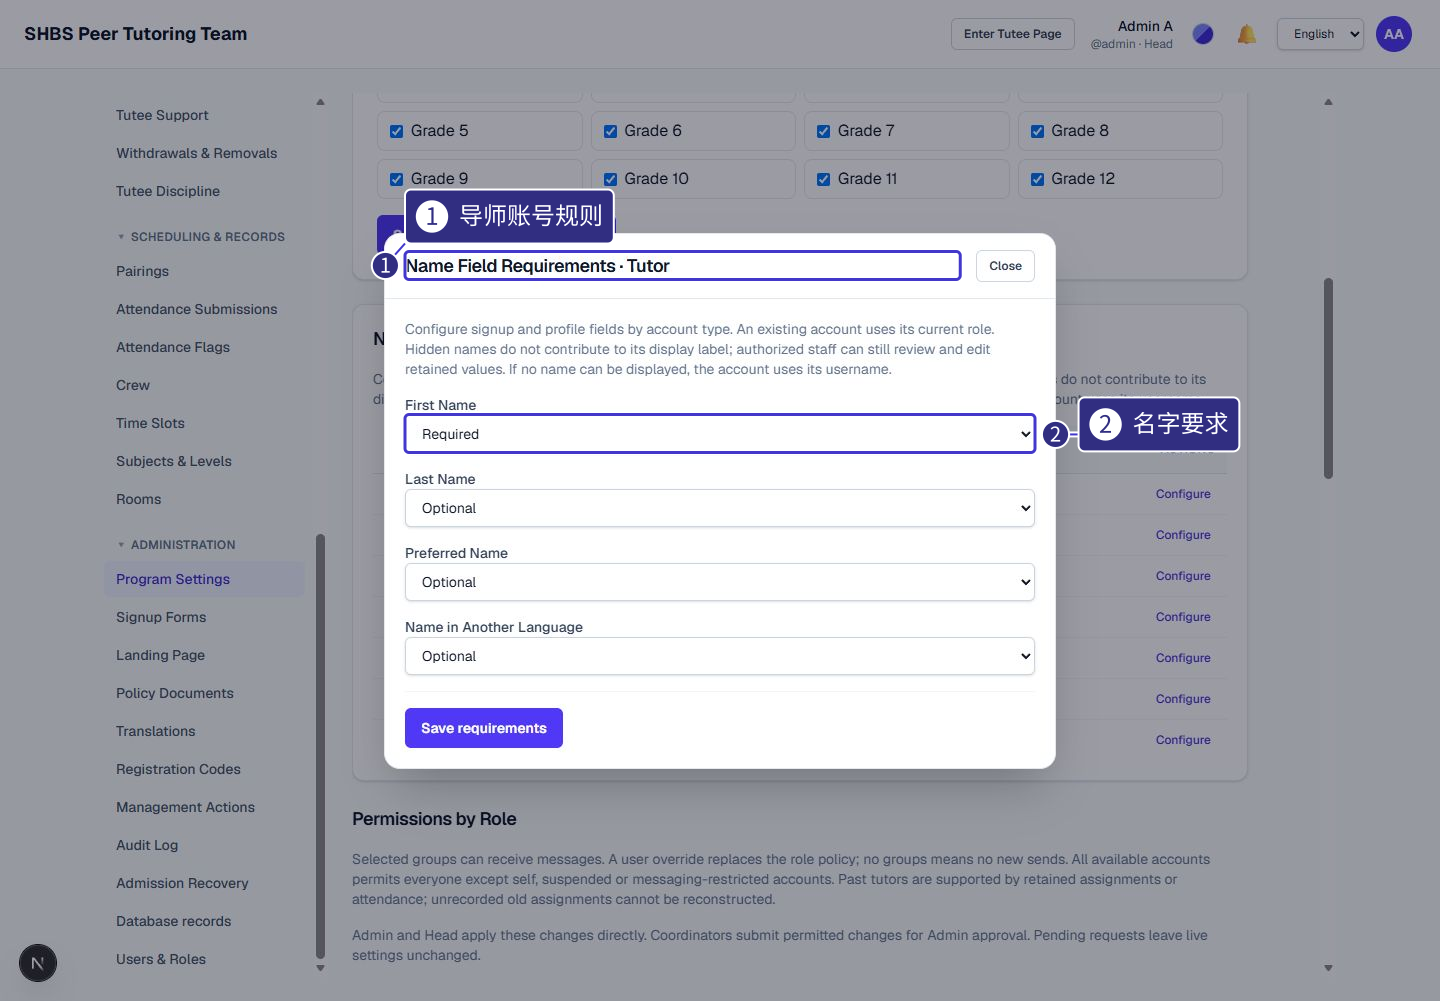 SHBS Peer Tutoring Team
Enter Tutee Page
Admin A
@admin · Head
English
AA
Tutee Support
Withdrawals & Removals
Tutee Discipline
SCHEDULING & RECORDS
Pairings
Attendance Submissions
Attendance Flags
Crew
Time Slots
Subjects & Levels
Rooms
ADMINISTRATION
Program Settings
Signup Forms
Landing Page
Policy Documents
Translations
Registration Codes
Management Actions
Audit Log
Admission Recovery
Database records
Users & Roles
N
Grade 5
Grade 6
Grade 7
Grade 8
Grade 9
Grade 10
Grade 11
Grade 12
1 导师账号规则
1
Name Field Requirements · Tutor
Close
Configure signup and profile fields by account type. An existing account uses its current role.
Hidden names do not contribute to its display label; authorized staff can still review and edit
retained values. If no name can be displayed, the account uses its username.
do not contribute to its
First Name
Required
2
2 名字要求
Last Name
Optional
Preferred Name
Optional
Name in Another Language
Optional
Save requirements
Configure
Configure
Configure
Configure
Configure
Configure
Configure
Permissions by Role
Selected groups can receive messages. A user override replaces the role policy; no groups means no new sends. All available accounts
permits everyone except self, suspended or messaging-restricted accounts. Past tutors are supported by retained assignments or
attendance; unrecorded old assignments cannot be reconstructed.
Admin and Head apply these changes directly. Coordinators submit permitted changes for Admin approval. Pending requests leave live
settings unchanged.